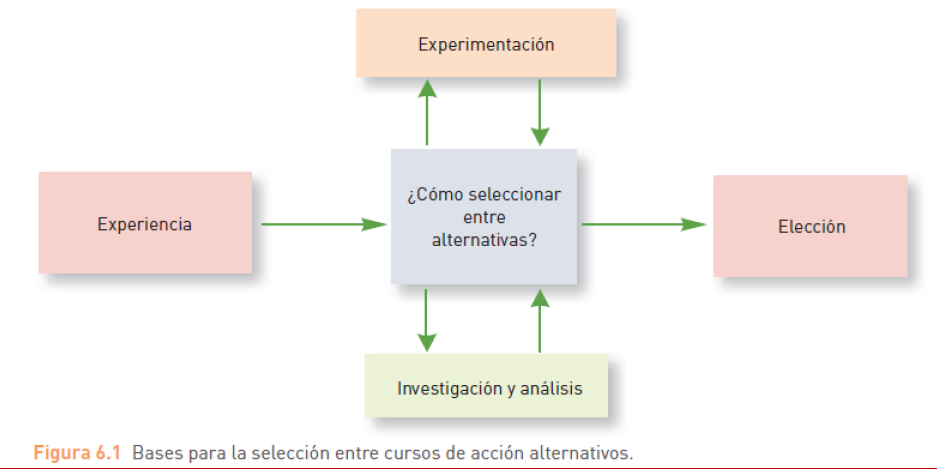 Experimentación
¿Cómo seleccionar
entre
alternativas?
Experiencia
Elección
Investigación y análisis
Figura 6.1 Bases para la selección entre cursos de acción alternativos.